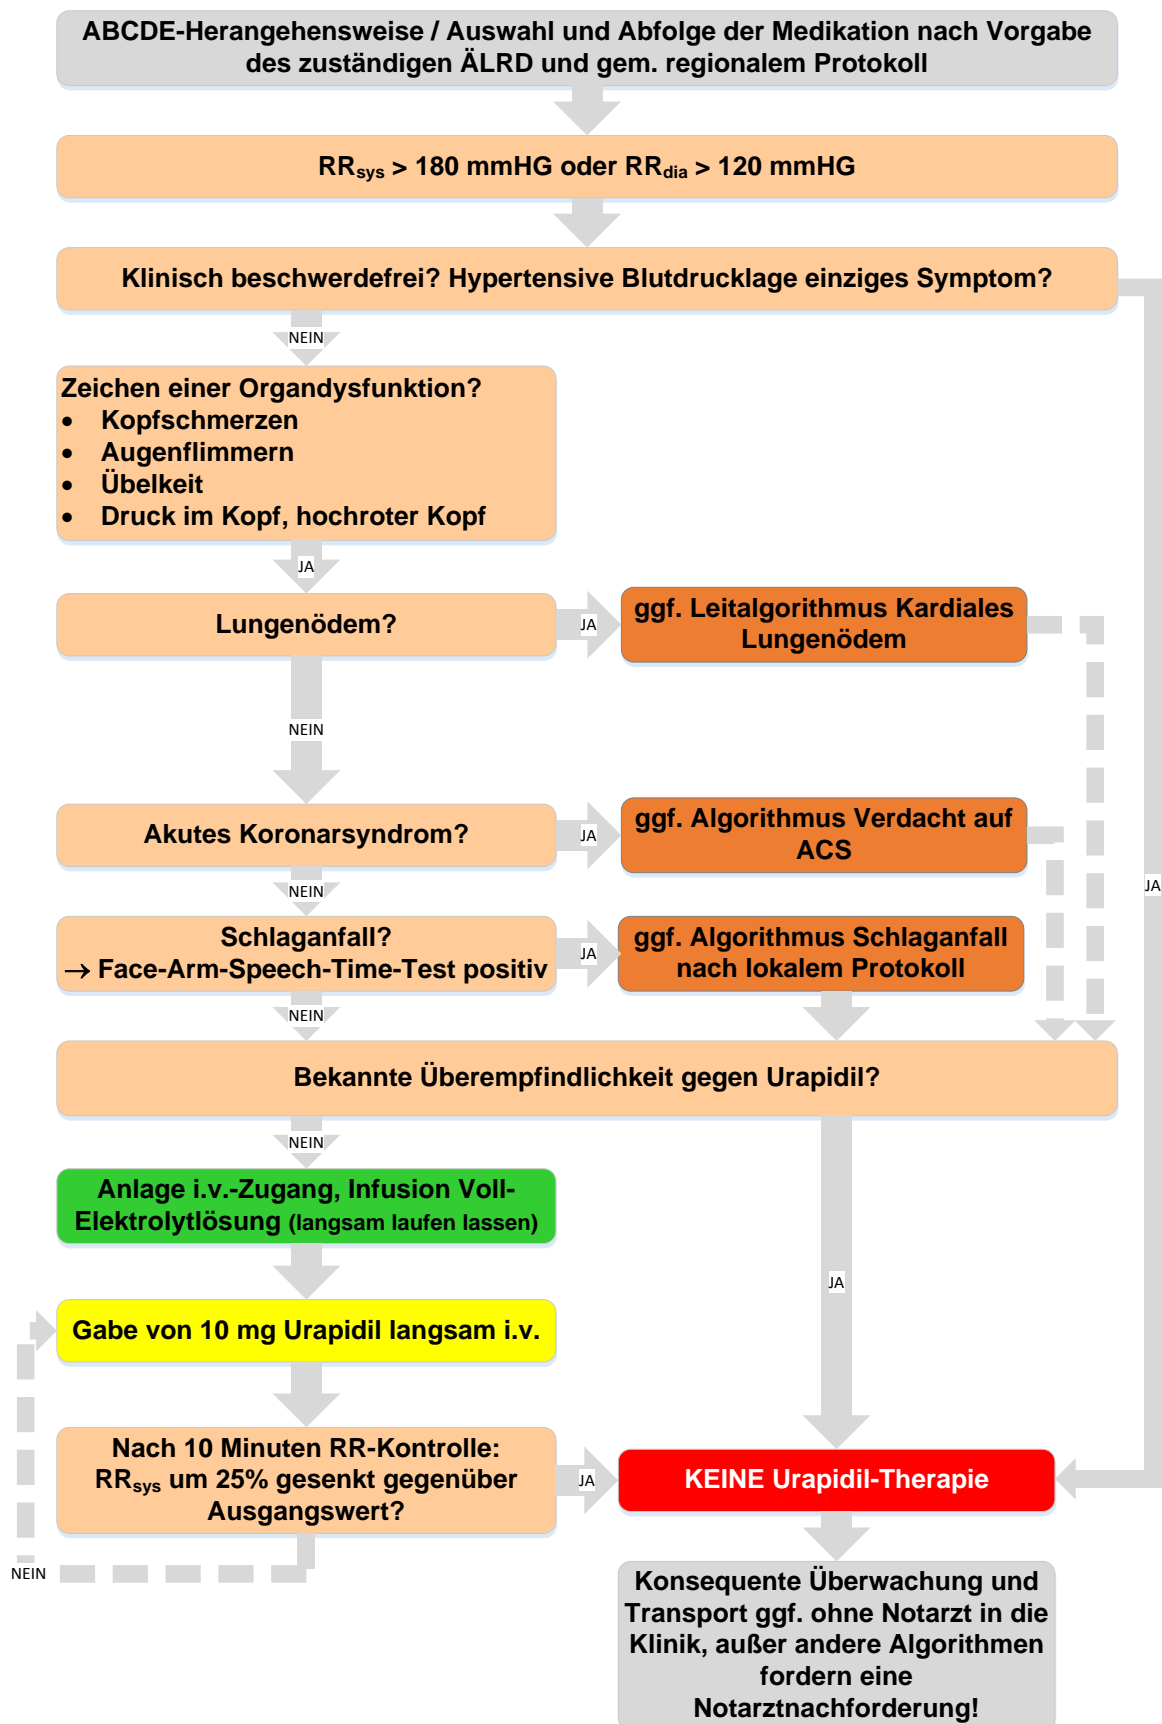 ABCDE-Herangehensweise / Auswahl und Abfolge der Medikation nach Vorgabe
des zuständigen ÄLRD und gem. regionalem Protokoll
RRsys > 180 mmHG oder RRdia > 120 mmHG
Klinisch beschwerdefrei? Hypertensive Blutdrucklage einziges Symptom?
NEIN
Zeichen einer Organdysfunktion?
• Kopfschmerzen
• Augenflimmern
• Übelkeit
• Druck im Kopf, hochroter Kopf
JA
Lungenödem?
JA
ggf. Leitalgorithmus Kardiales
Lungenödem
NEIN
Akutes Koronarsyndrom?
JA
ggf. Algorithmus Verdacht auf
ACS
NEIN
JA
Schlaganfall?
→ Face-Arm-Speech-Time-Test positiv
JA
ggf. Algorithmus Schlaganfall
nach lokalem Protokoll
NEIN
Bekannte Überempfindlichkeit gegen Urapidil?
NEIN
Anlage i.v.-Zugang, Infusion Voll-
Elektrolytlösung (langsam laufen lassen)
JA
Gabe von 10 mg Urapidil langsam i.v.
Nach 10 Minuten RR-Kontrolle:
RRsys um 25% gesenkt gegenüber
Ausgangswert?
JA
KEINE Urapidil-Therapie
NEIN
Konsequente Überwachung und
Transport ggf. ohne Notarzt in die
Klinik, außer andere Algorithmen
fordern eine
Notarztnachforderung!